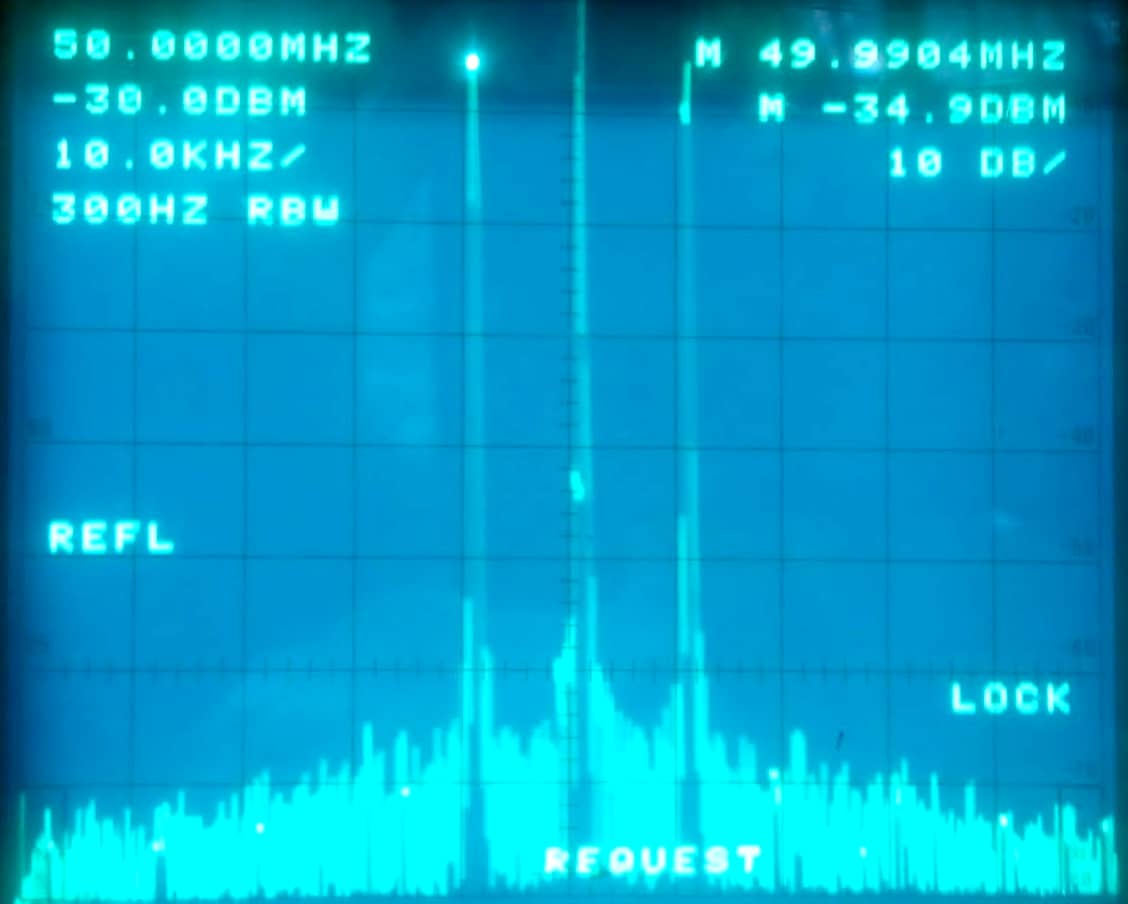 50.0000MHZ
-30.0DBM
10.0KHZ/
300HZ RBW
M 49.9904MHZ
M -34.9DBM
10 DB/
REFL
LOCK
REQUEST